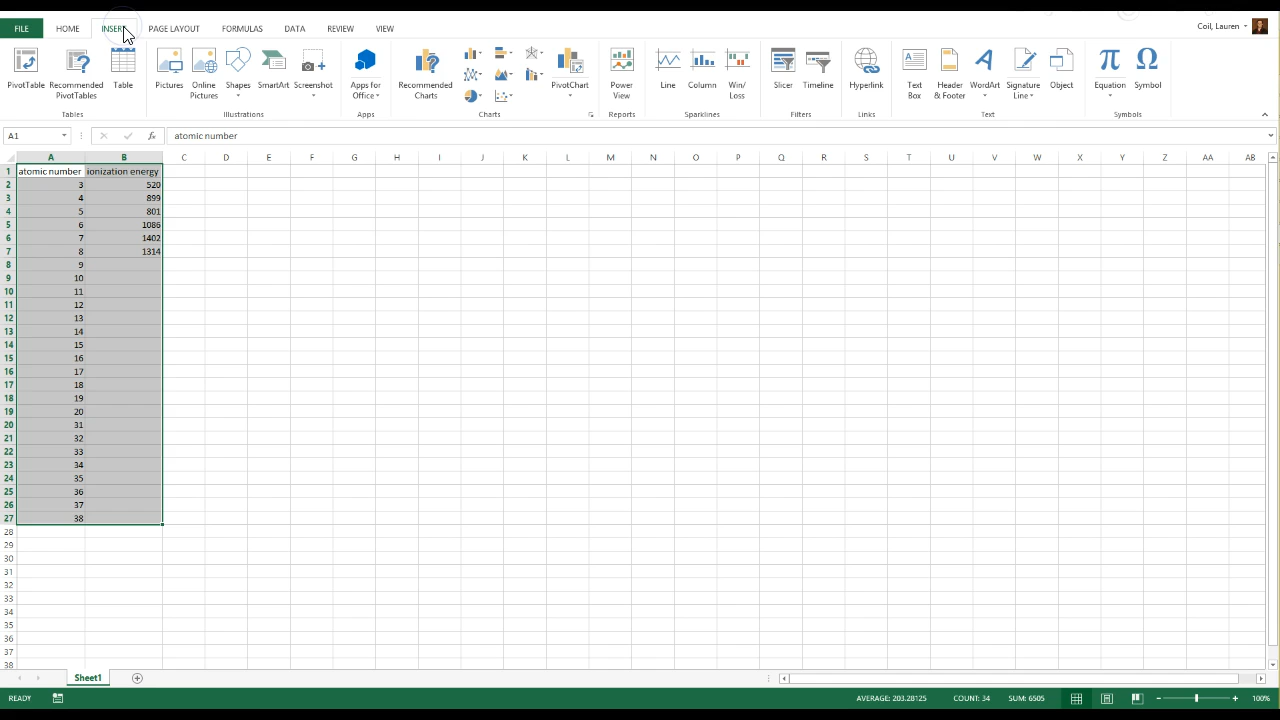 FILE HOME INSERT PAGE LAYOUT FORMULAS DATA REVIEW VIEW Coil, Lauren
PivotTable Recommended PivotTables Table Pictures Online Pictures Shapes SmartArt Screenshot Apps for Office Recommended Charts PivotChart Power View Line Column Win/Loss Slicer Timeline Hyperlink Text Box Header & Footer WordArt Signature Line Object Equation Symbol
Tables Illustrations Apps Charts Reports Sparklines Filters Links Text Symbols
A1 fx atomic number
A B C D E F G H I J K L M N O P Q R S T U V W X Y Z AA AB
1 atomic number ionization energy
2 3 520
3 4 899
4 5 801
5 6 1086
6 7 1402
7 8 1314
8 9
9 10
10 11
11 12
12 13
13 14
14 15
15 16
16 17
17 18
18 19
19 20
20 31
21 32
22 33
23 34
24 35
25 36
26 37
27 38
28
29
30
31
32
33
34
35
36
37
38
Sheet1
READY AVERAGE: 203.28125 COUNT: 34 SUM: 6505 100%